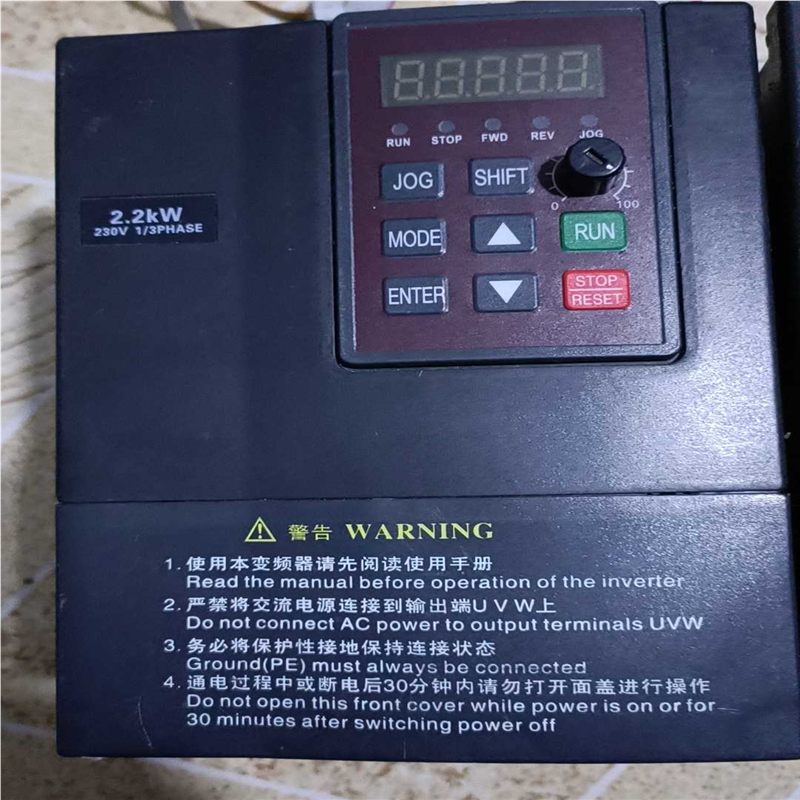 88888
RUN STOP FWD REV JOG
JOG SHIFT
0 100
MODE RUN
ENTER STOP
RESET
2.2kW
230V 1/3PHASE
警告 WARNING
1. 使用本变频器请先阅读使用手册
Read the manual before operation of the inverter
2. 严禁将交流电源连接到输出端U V W上
Do not connect AC power to output terminals UVW
3. 务必将保护性接地保持连接状态
Ground(PE) must always be connected
4. 通电过程中或断电后30分钟内请勿打开面盖进行操作
Do not open this front cover while power is on or for
30 minutes after switching power off